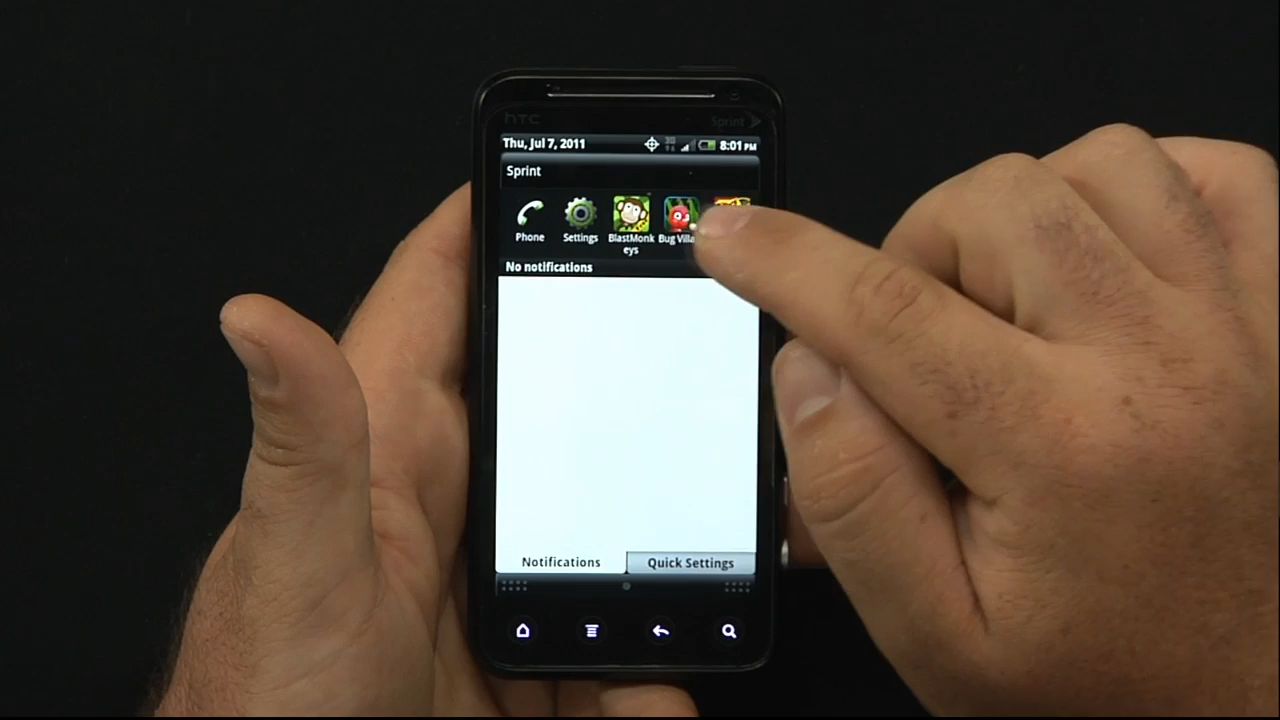 hTC Sprint
Thu, Jul 7, 2011 3G 8:01 PM
Sprint
Phone Settings BlastMonk
eys Bug Villa
No notifications
Notifications Quick Settings